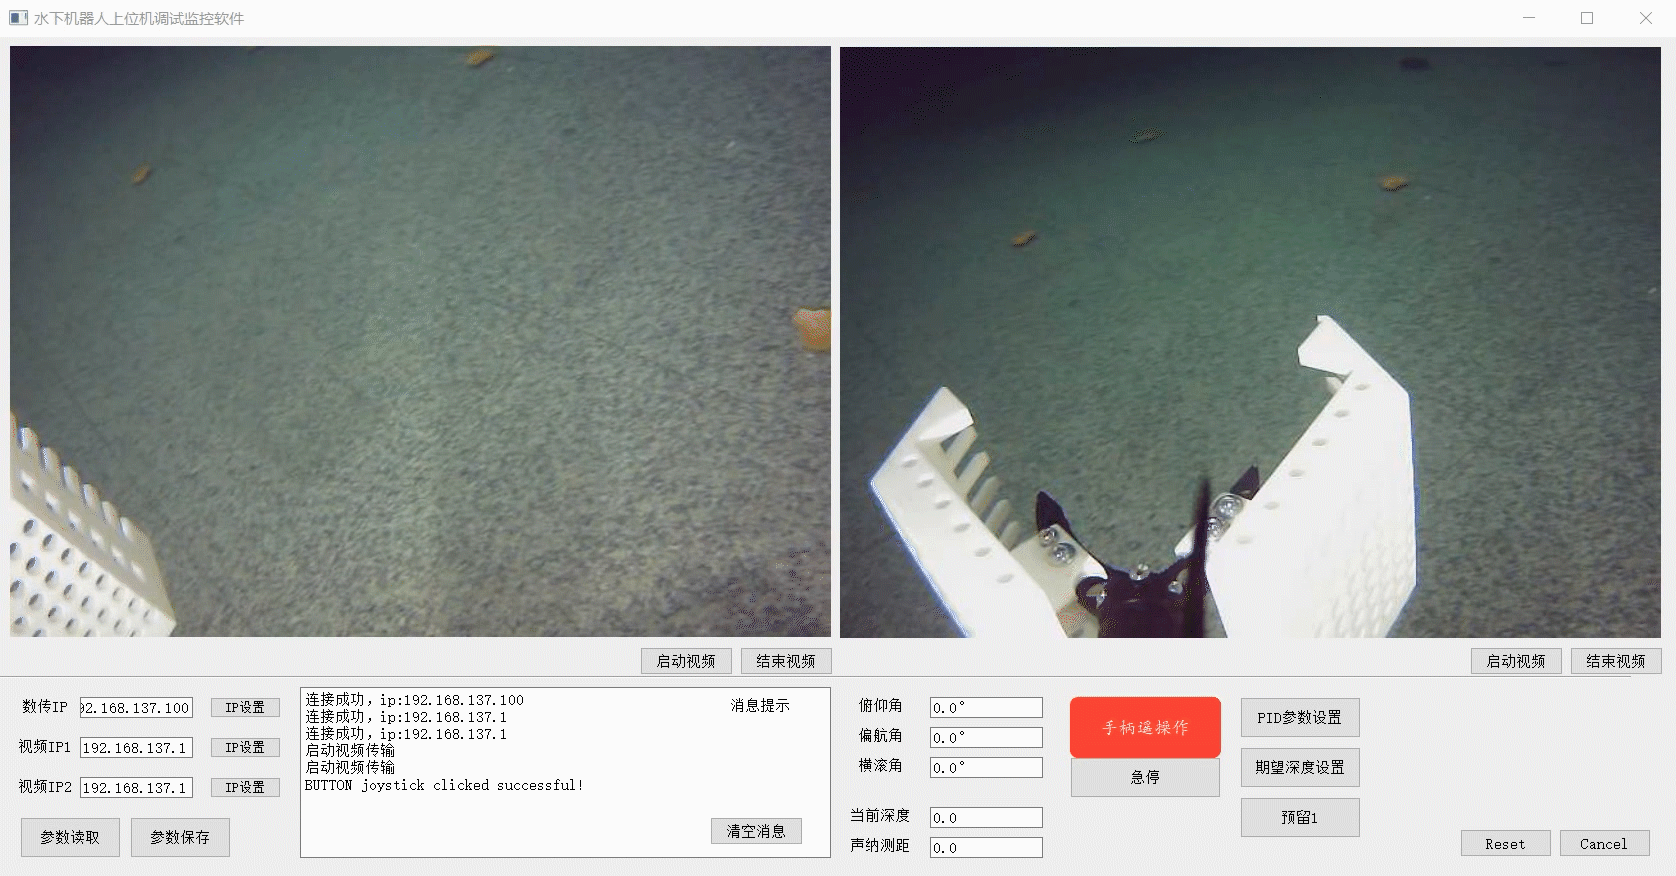 水下机器人上位机调试监控软件
启动视频 结束视频 启动视频 结束视频
数传IP 92.168.137.100 IP设置
视频IP1 192.168.137.1 IP设置
视频IP2 192.168.137.1 IP设置
参数读取 参数保存
连接成功，ip:192.168.137.100
连接成功，ip:192.168.137.1
连接成功，ip:192.168.137.1
启动视频传输
启动视频传输
BUTTON joystick clicked successful!
消息提示
清空消息
俯仰角 0.0°
偏航角 0.0°
横滚角 0.0°
当前深度 0.0
声纳测距 0.0
手柄遥操作
急停
PID参数设置
期望深度设置
预留1
Reset Cancel